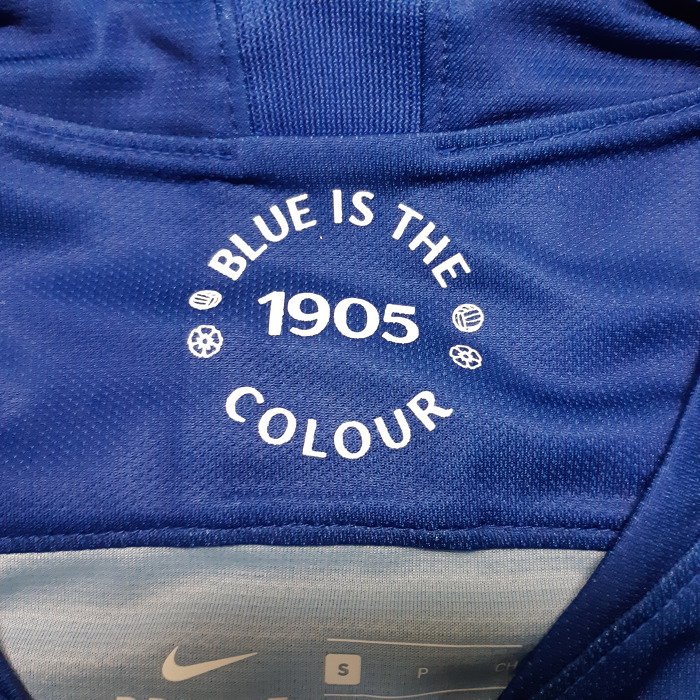 BLUE IS THE
1905
COLOUR
S P